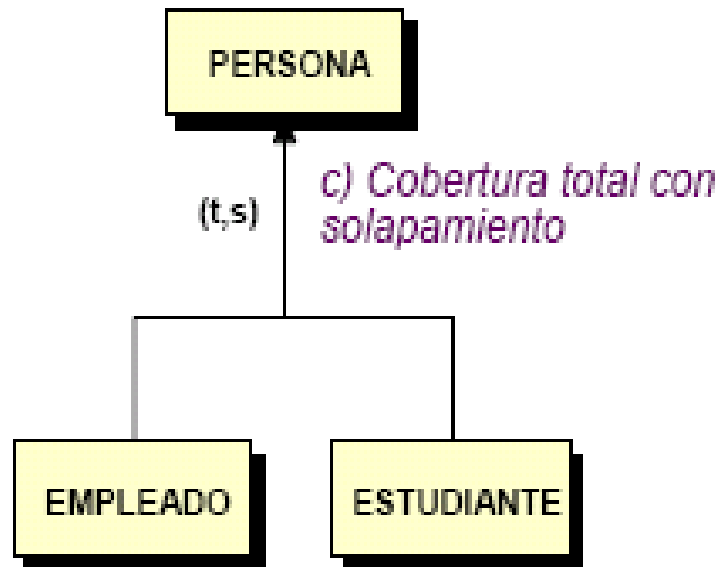 PERSONA
(t,s)
c) Cobertura total con
solapamiento
EMPLEADO
ESTUDIANTE